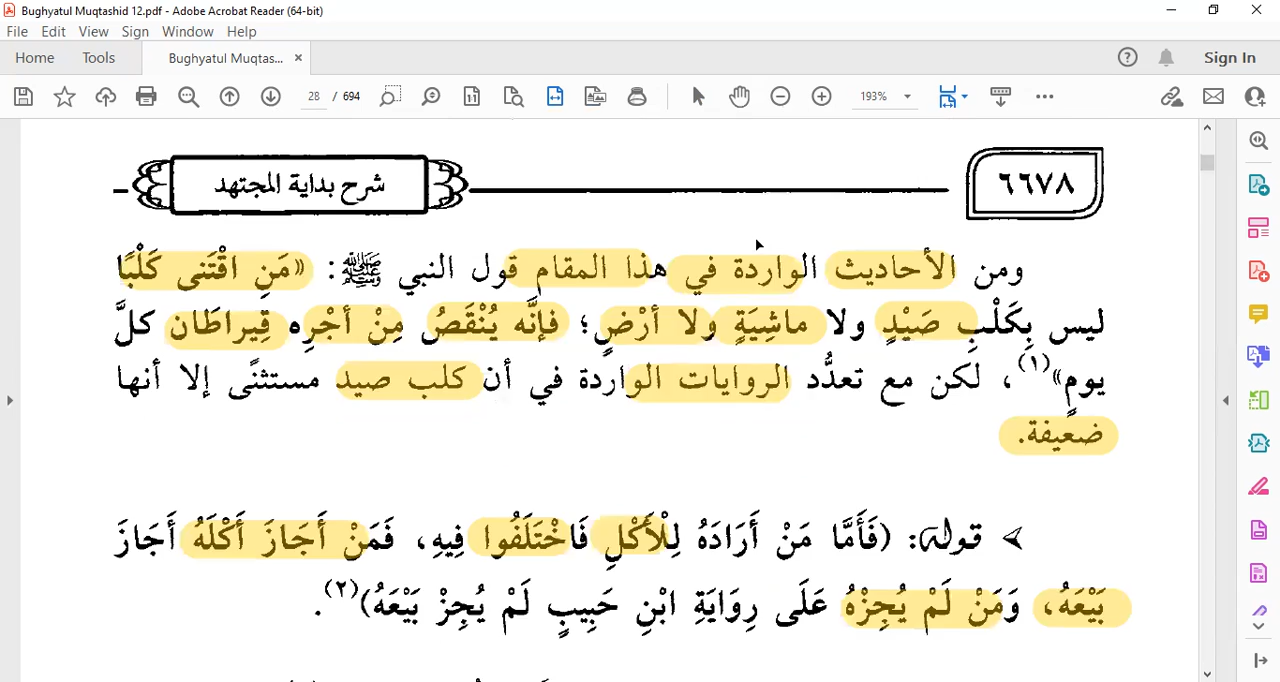 Bughyatul Muqtashid 12.pdf - Adobe Acrobat Reader (64-bit)
File Edit View Sign Window Help
Home Tools Bughyatul Muqtas... × Sign In
28 / 694 193%
شرح بداية المجتهد ٦٦٧٨
ومن الأحاديث الواردة في هذا المقام قول النبي ﷺ: «مَنِ اقْتَنى كَلْبًا
ليس بِكَلْبِ صَيْدٍ ولا ماشِيَةٍ ولا أرْضٍ؛ فإنَّه يُنْقَصُ مِنْ أجْرِه قِيراطَان كلَّ
يومٍ»(١)، لكن مع تعدُّد الروايات الواردة في أن كلب صيد مستثنًى إلا أنها
ضعيفة.
> قوله: (فَأَمَّا مَنْ أَرَادَهُ لِلْأَكْلِ فَاخْتَلَفُوا فِيهِ، فَمَنْ أَجَازَ أَكْلَهُ أَجَازَ
بَيْعَهُ، وَمَنْ لَمْ يُجِزْهُ عَلَى رِوَايَةِ ابْنِ حَبِيبٍ لَمْ يُجِزْ بَيْعَهُ)(٢).